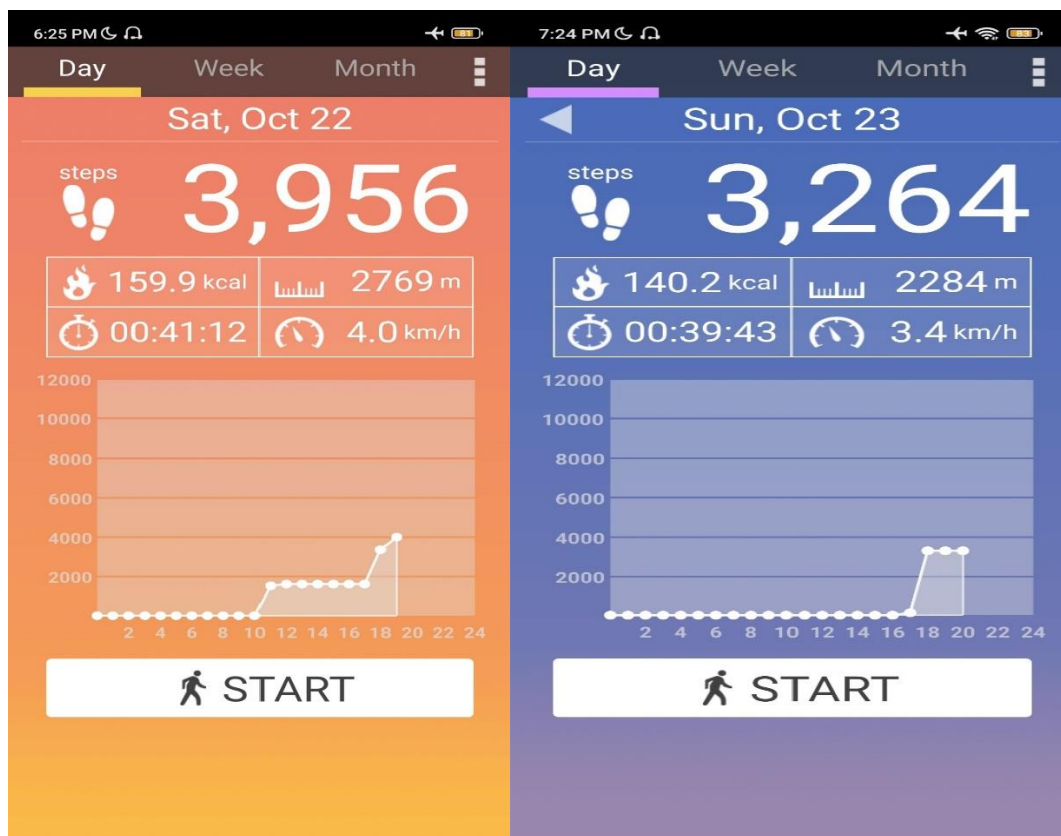 6:25 PM
81
Day Week Month
Sat, Oct 22
steps
3,956
159.9 kcal 2769 m
00:41:12 4.0 km/h
12000
10000
8000
6000
4000
2000
2 4 6 8 10 12 14 16 18 20 22 24
START
7:24 PM
83
Day Week Month
Sun, Oct 23
steps
3,264
140.2 kcal 2284 m
00:39:43 3.4 km/h
12000
10000
8000
6000
4000
2000
2 4 6 8 10 12 14 16 18 20 22 24
START